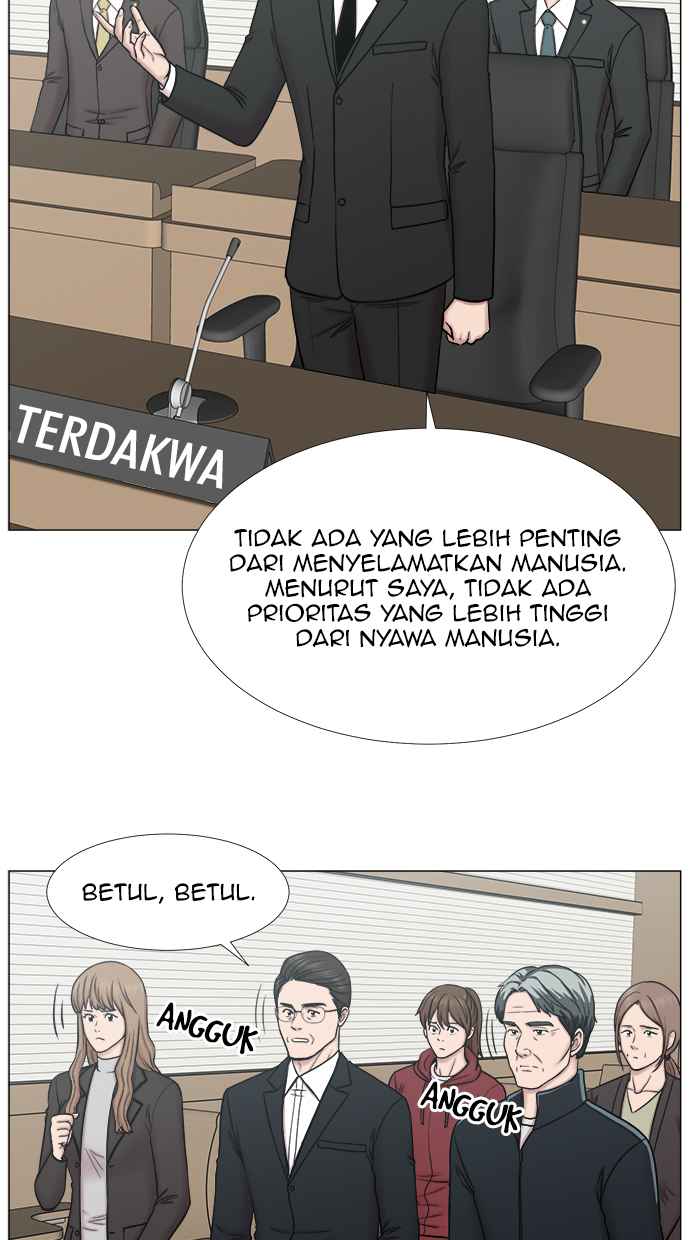 TERDAKWA
TIDAK ADA YANG LEBIH PENTING
DARI MENYELAMATKAN MANUSIA.
MENURUT SAYA, TIDAK ADA
PRIORITAS YANG LEBIH TINGGI
DARI NYAWA MANUSIA.
BETUL, BETUL.
ANGGUK
ANGGUK